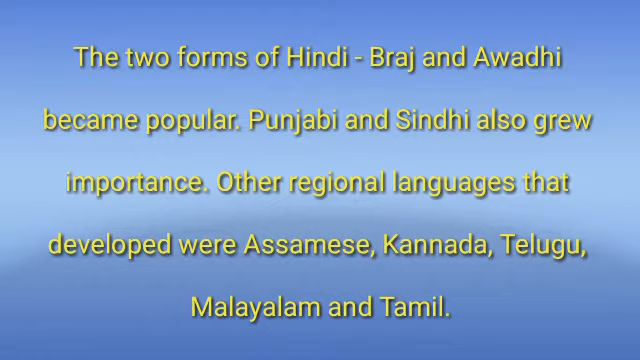 The two forms of Hindi - Braj and Awadhi
became popular. Punjabi and Sindhi also grew
importance. Other regional languages that
developed were Assamese, Kannada, Telugu,
Malayalam and Tamil.